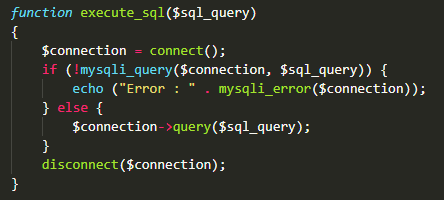 function execute_sql($sql_query)
{
    $connection = connect();
    if (!mysqli_query($connection, $sql_query)) {
        echo ("Error : " . mysqli_error($connection));
    } else {
        $connection->query($sql_query);
    }
    disconnect($connection);
}